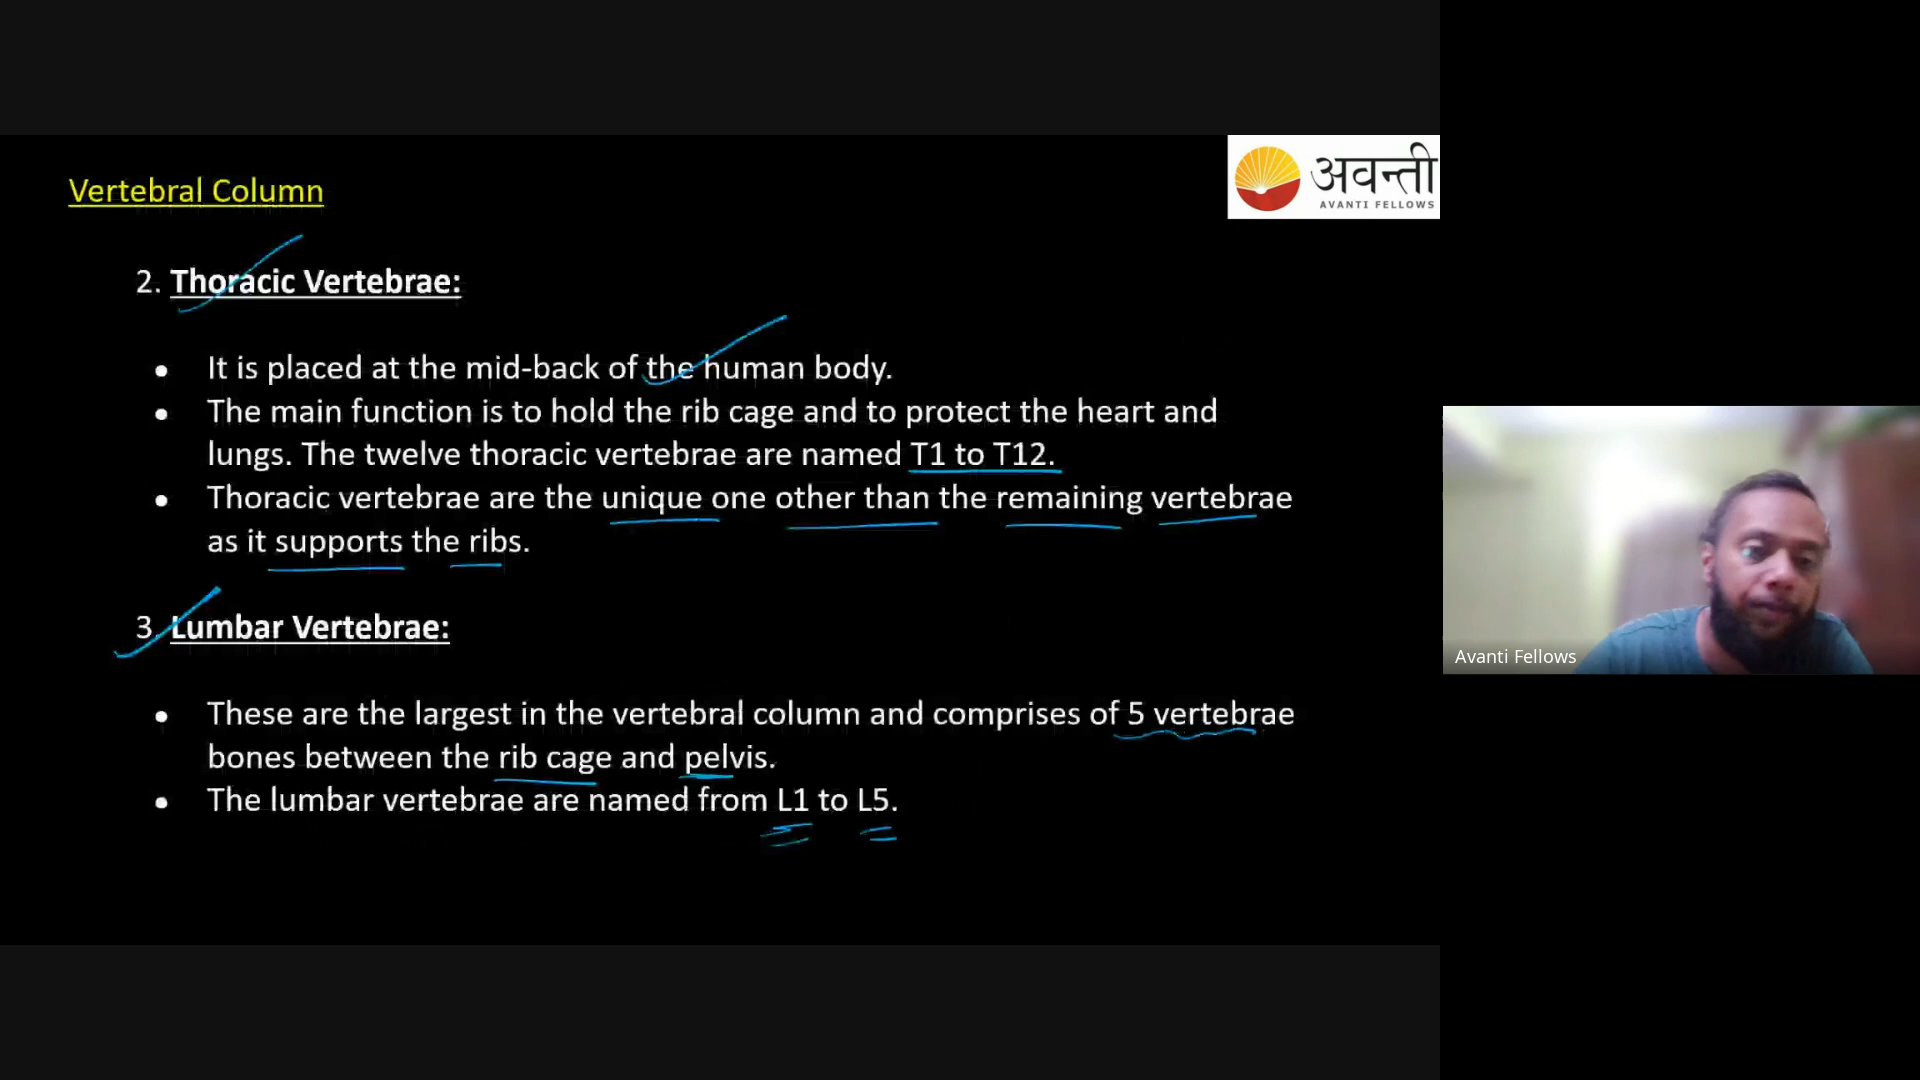 Vertebral Column
अवन्ती
AVANTI FELLOWS
2. Thoracic Vertebrae:
● It is placed at the mid-back of the human body.
● The main function is to hold the rib cage and to protect the heart and
lungs. The twelve thoracic vertebrae are named T1 to T12.
● Thoracic vertebrae are the unique one other than the remaining vertebrae
as it supports the ribs.
3. Lumbar Vertebrae:
● These are the largest in the vertebral column and comprises of 5 vertebrae
bones between the rib cage and pelvis.
● The lumbar vertebrae are named from L1 to L5.
Avanti Fellows